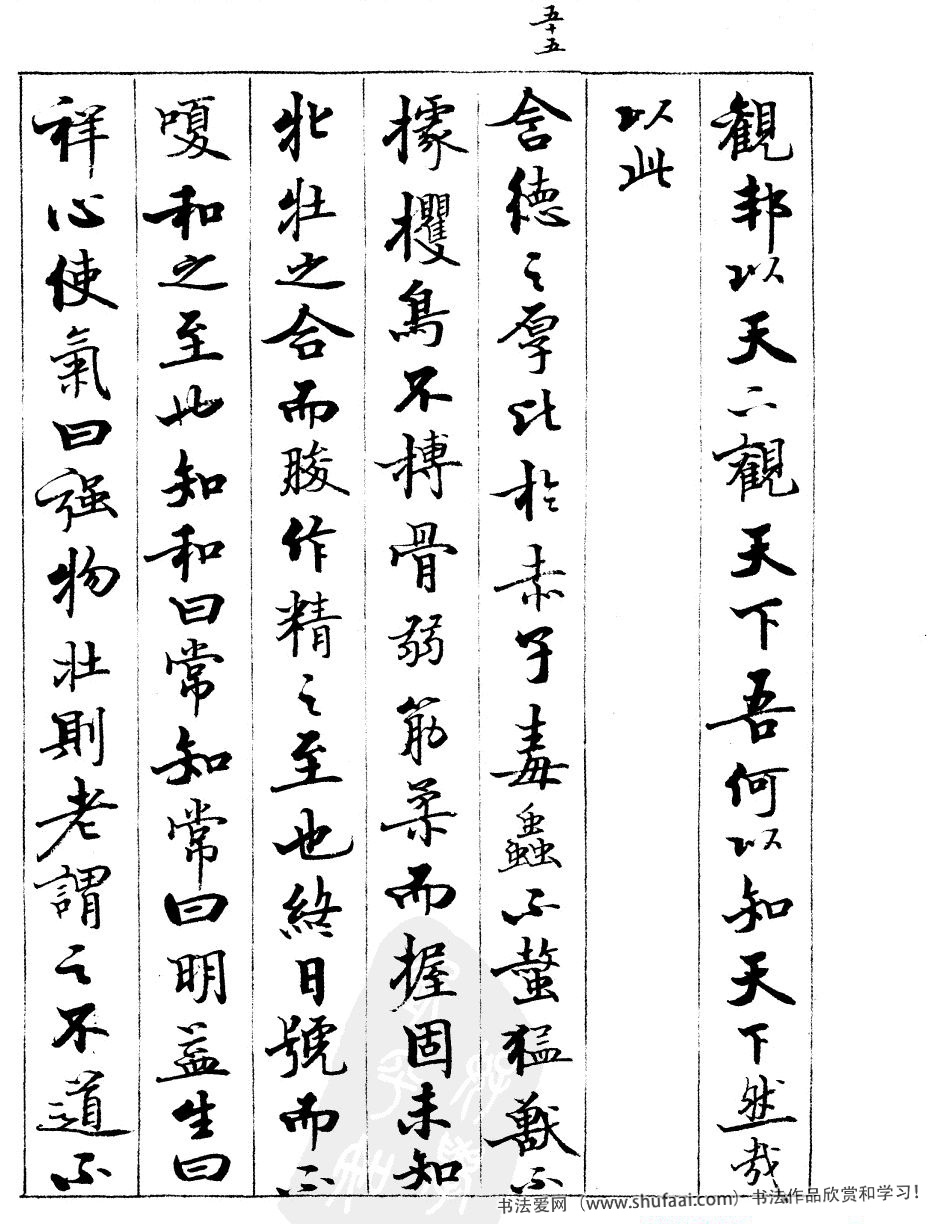 五十五
觀邦以天下觀天下吾何以知天下然哉
以此
含德之厚比於赤子毒蟲不螫猛獸不
據攫鳥不搏骨弱筋柔而握固未知
牝牡之合而朘作精之至也終日號而不
嗄和之至也知和曰常知常曰明益生曰
祥心使氣曰强物壯則老謂之不道不
书法爱网（www.shufaai.com）-书法作品欣赏和学习！